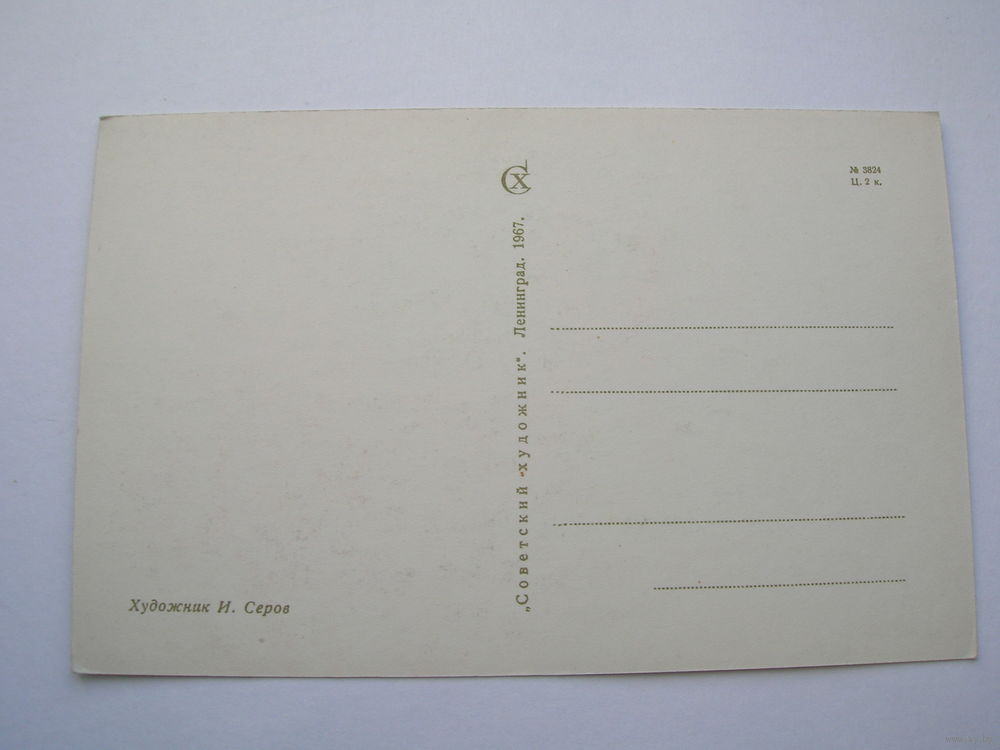 СХ
№ 3824
Ц. 2 к.
„Советский художник“. Ленинград. 1967.
Художник И. Серов